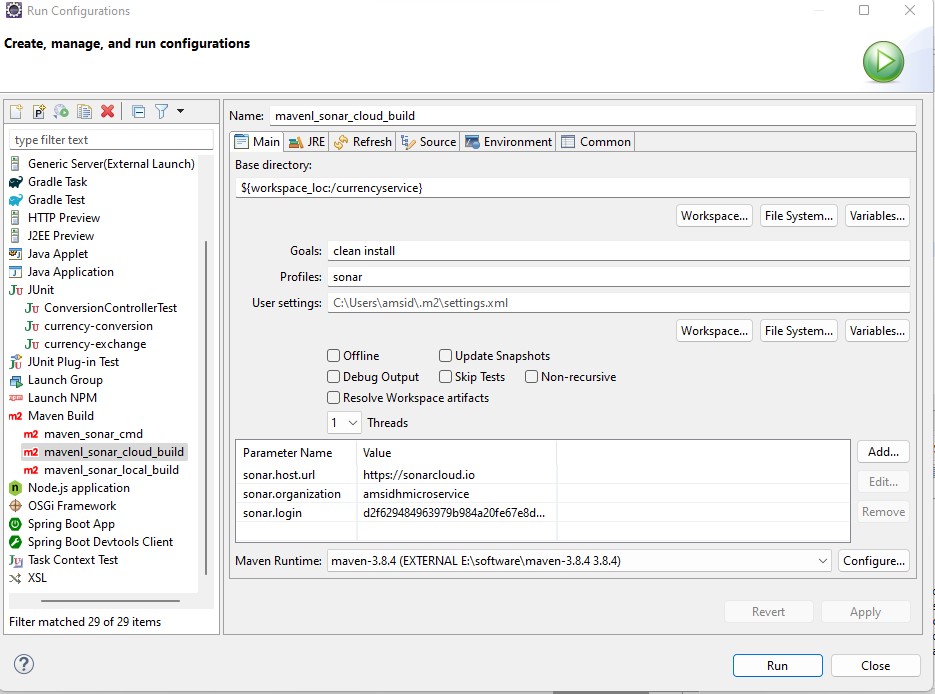 Run Configurations
Create, manage, and run configurations
type filter text
Generic Server(External Launch)
Gradle Task
Gradle Test
HTTP Preview
J2EE Preview
Java Applet
Java Application
JUnit
ConversionControllerTest
currency-conversion
currency-exchange
JUnit Plug-in Test
Launch Group
Launch NPM
Maven Build
maven_sonar_cmd
mavenl_sonar_cloud_build
mavenl_sonar_local_build
Node.js application
OSGi Framework
Spring Boot App
Spring Boot Devtools Client
Task Context Test
XSL
Filter matched 29 of 29 items
Name: mavenl_sonar_cloud_build
Main JRE Refresh Source Environment Common
Base directory:
${workspace_loc:/currencyservice}
Workspace... File System... Variables...
Goals: clean install
Profiles: sonar
User settings: C:\Users\amsid\.m2\settings.xml
Workspace... File System... Variables...
Offline Update Snapshots
Debug Output Skip Tests Non-recursive
Resolve Workspace artifacts
1 Threads
Parameter Name Value Add...
sonar.host.url https://sonarcloud.io Edit...
sonar.organization amsidhmicroservice
sonar.login d2f629484963979b984a20fe67e8d... Remove
Maven Runtime: maven-3.8.4 (EXTERNAL E:\software\maven-3.8.4 3.8.4) Configure...
Revert Apply
Run Close